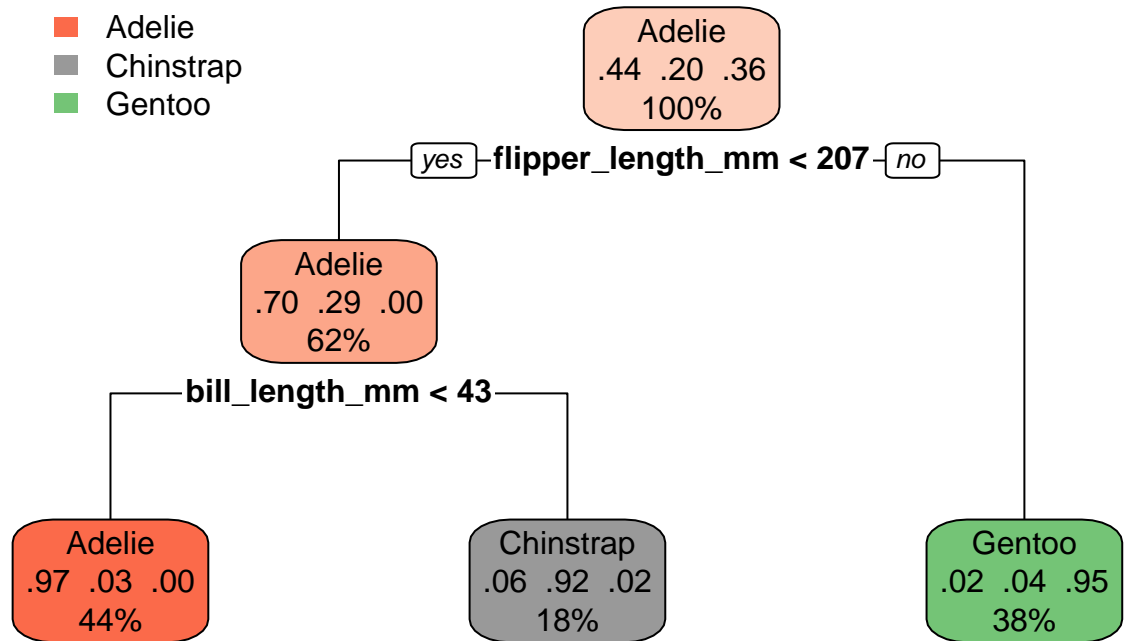 Adelie
Chinstrap
Gentoo
Adelie
.44 .20 .36
100%
yes flipper_length_mm < 207 no
Adelie
.70 .29 .00
62%
bill_length_mm < 43
Adelie
.97 .03 .00
44%
Chinstrap
.06 .92 .02
18%
Gentoo
.02 .04 .95
38%